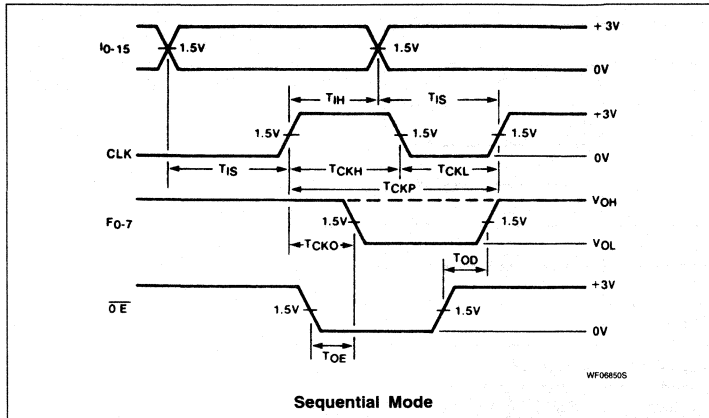 I0-15
1.5V
1.5V
+3V
0V
TIH
TIS
CLK
1.5V
1.5V
1.5V
+3V
0V
TIS
TCKH
TCKL
TCKP
F0-7
1.5V
1.5V
VOH
VOL
TCKO
TOD
OE
1.5V
1.5V
+3V
0V
TOE
WF06850S
Sequential Mode